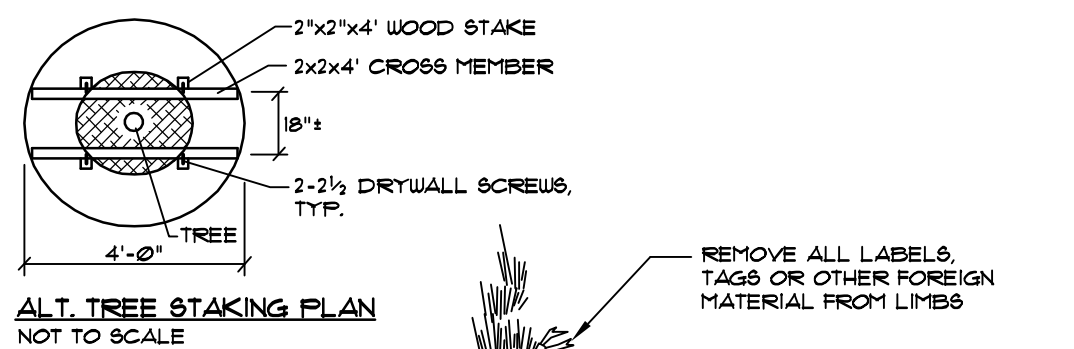 2"x2"x4' WOOD STAKE
2x2x4' CROSS MEMBER
18"±
2-2½ DRYWALL SCREWS,
TYP.
TREE
4'-0"
ALT. TREE STAKING PLAN
NOT TO SCALE
REMOVE ALL LABELS,
TAGS OR OTHER FOREIGN
MATERIAL FROM LIMBS